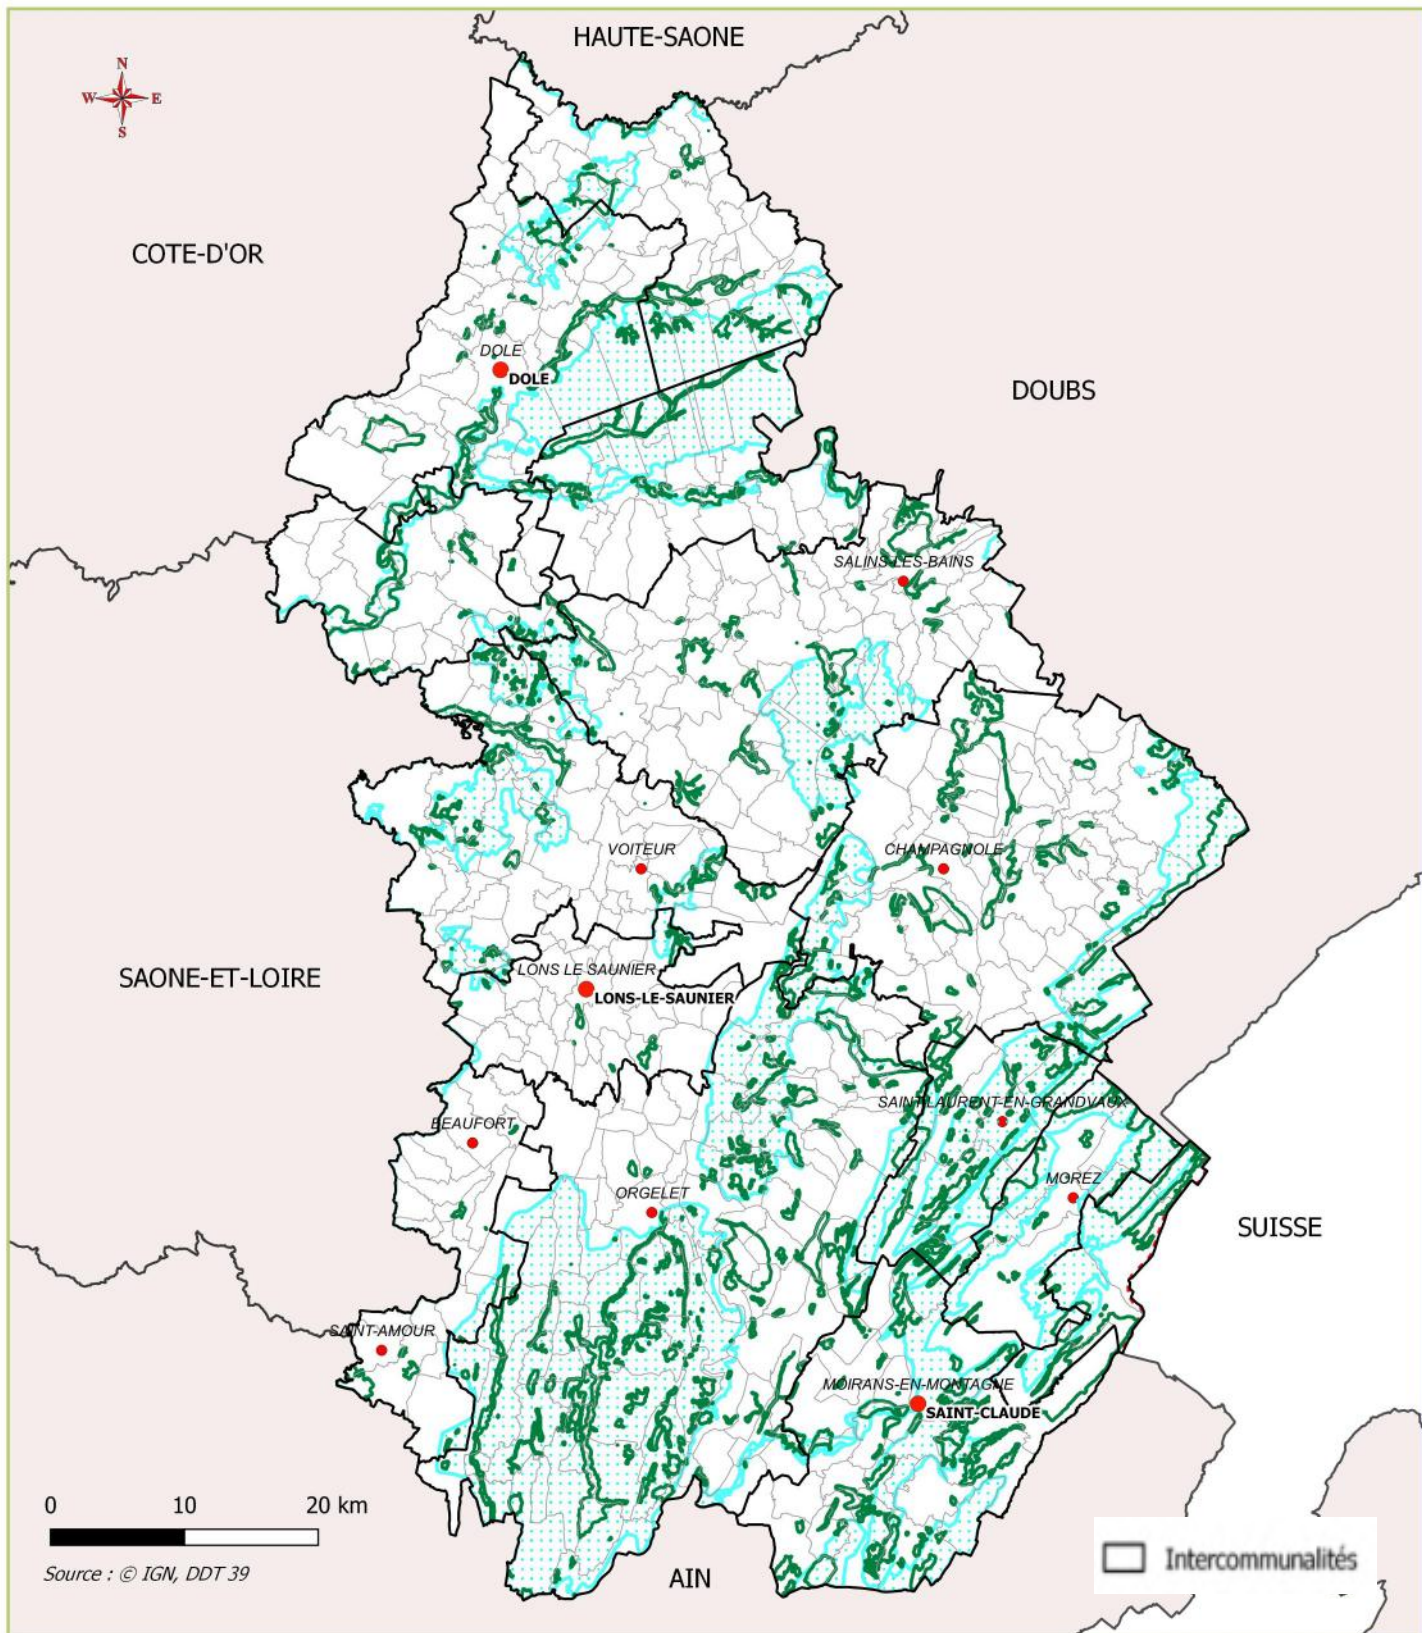 HAUTE-SAONE
N
W E
S
COTE-D'OR
DOLE
DOLE
DOUBS
SALINS-LES-BAINS
VOITEUR
CHAMPAGNOLE
SAONE-ET-LOIRE
LONS LE SAUNIER
LONS-LE-SAUNIER
SAINT-LAURENT-EN-GRANDVAUX
BEAUFORT
MOREZ
ORGELET
SUISSE
SAINT-AMOUR
MOIRANS-EN-MONTAGNE
SAINT-CLAUDE
0 10 20 km
Source : © IGN, DDT 39
AIN
Intercommunalités